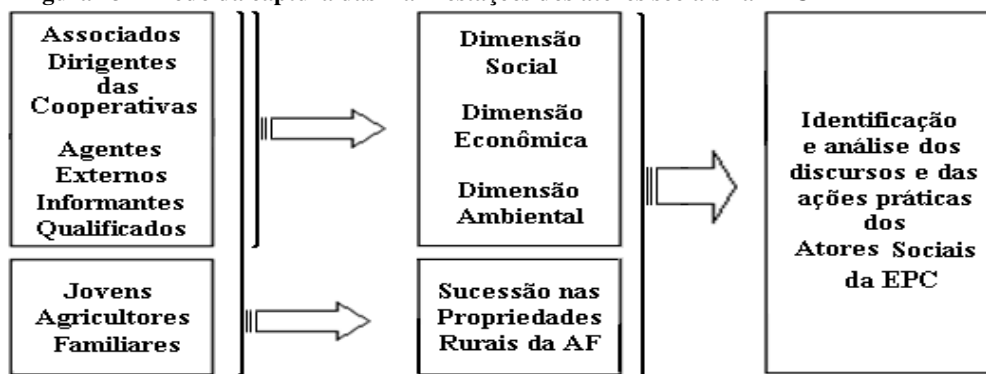 Associados
Dirigentes
das
Cooperativas
Agentes
Externos
Informantes
Qualificados
Jovens
Agricultores
Familiares
Dimensão
Social
Dimensão
Econômica
Dimensão
Ambiental
Sucessão nas
Propriedades
Rurais da AF
Identificação
e análise dos
discursos e das
ações práticas
dos
Atores Sociais
da EPC